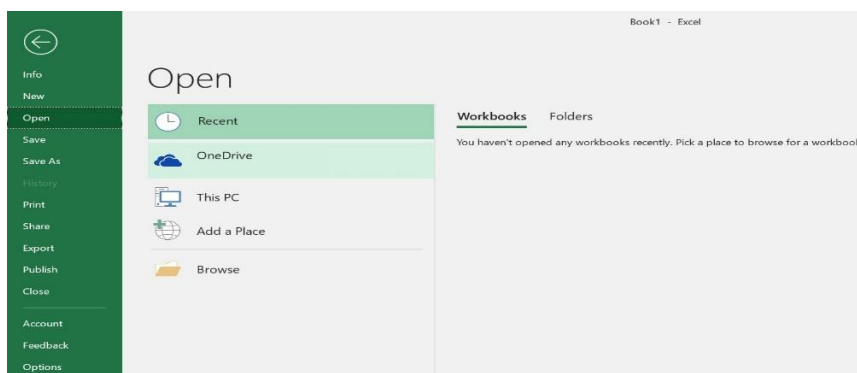 Book1 - Excel
Info
New
Open
Save
Save As
History
Print
Share
Export
Publish
Close
Account
Feedback
Options
Open
Recent
OneDrive
This PC
Add a Place
Browse
Workbooks Folders
You haven't opened any workbooks recently. Pick a place to browse for a workbook